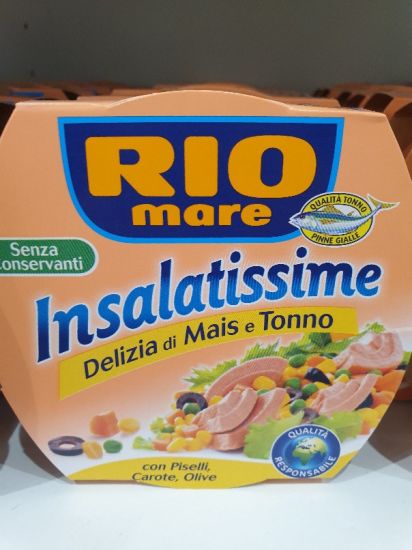 RIO
mare
QUALITÀ TONNO
PINNE GIALLE
Senza
Conservanti
Insalatissime
Delizia di Mais e Tonno
QUALITÀ
RESPONSABILE
con Piselli,
Carote, Olive